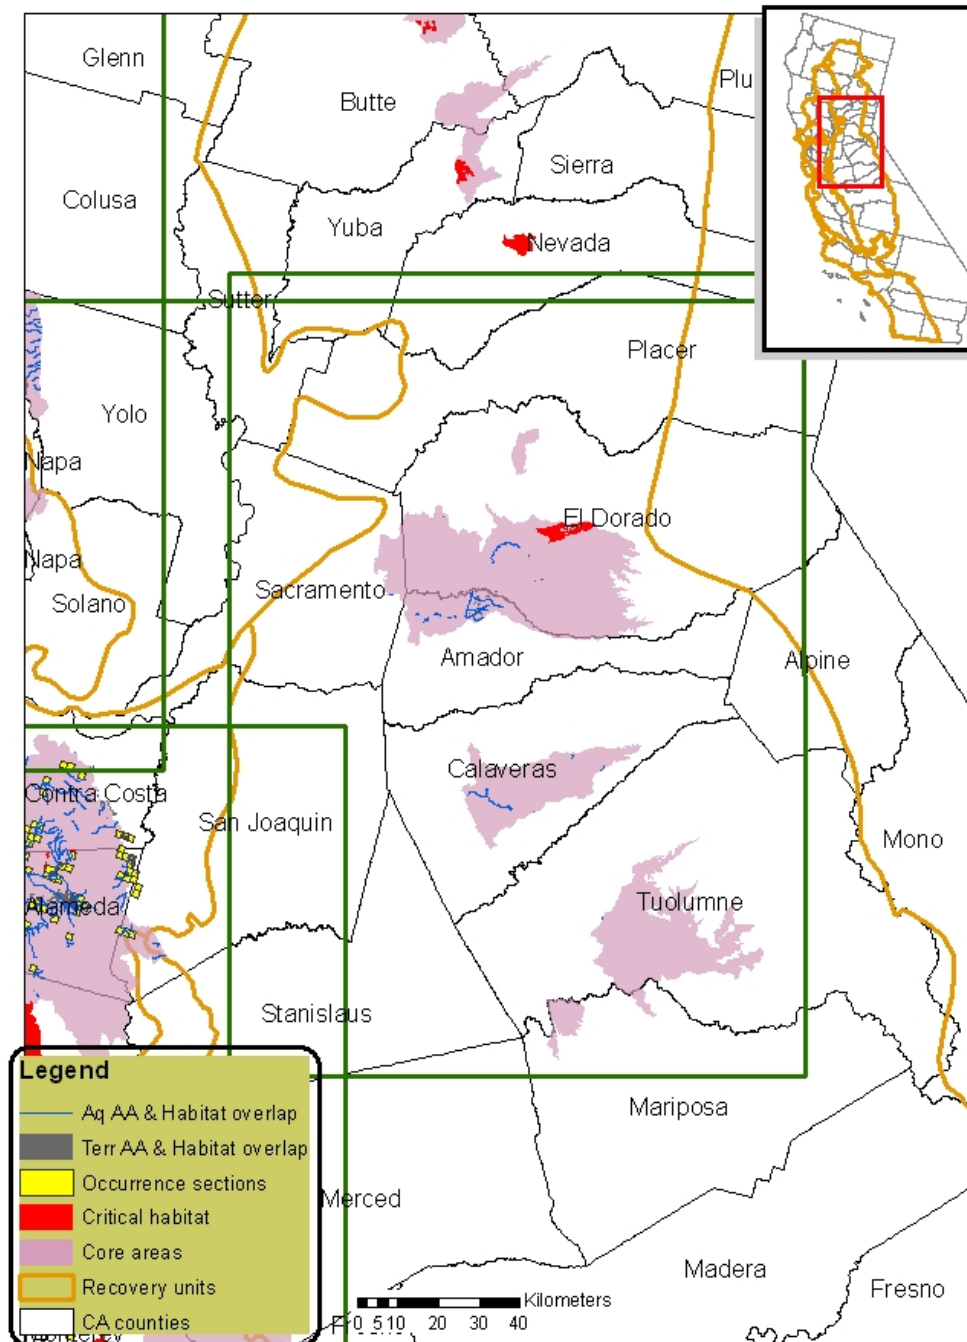 Glenn
Plu
Butte
Sierra
Colusa
Yuba
Nevada
Sutter
Placer
Yolo
Napa
El Dorado
Napa
Solano
Sacramento
Amador
Alpine
Calaveras
Contra Costa
San Joaquin
Mono
Tuolumne
Alameda
Stanislaus
Legend
Aq AA & Habitat overlap
Terr AA & Habitat overlap
Occurrence sections
Critical habitat
Core areas
Recovery units
CA counties
Mariposa
Merced
Madera
Fresno
Kilometers
0 5 10 20 30 40